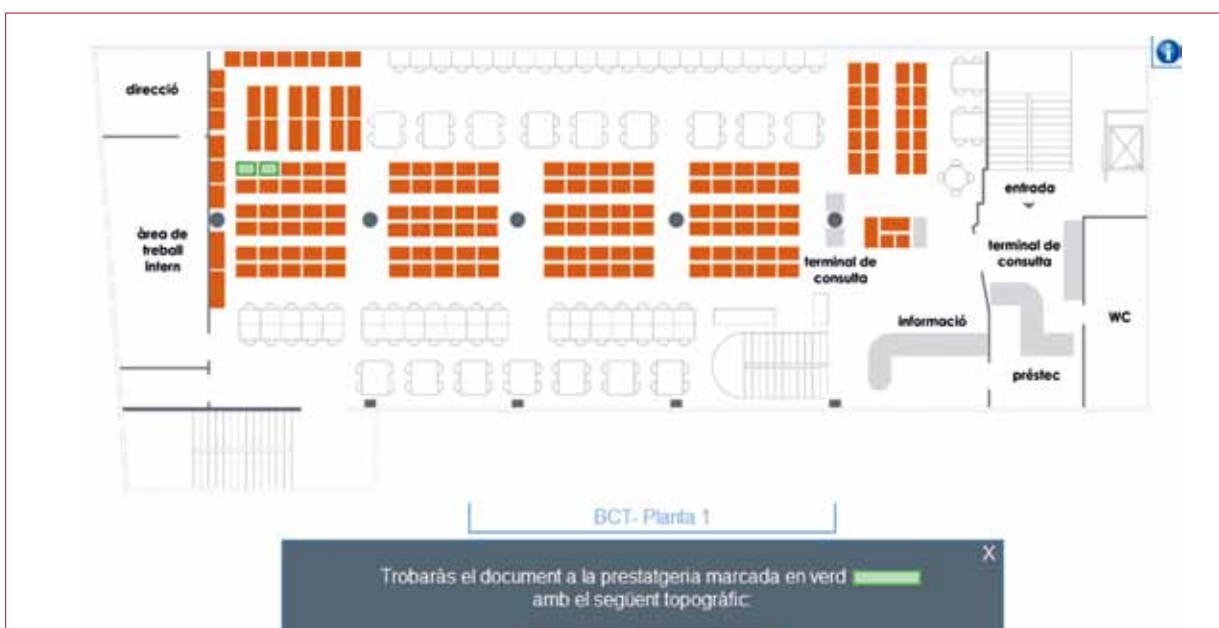 direcció
entrada
àrea de
treball
intern
terminal de
consulta
terminal de
consulta
informació
WC
préstec
BCT- Planta 1
X
Trobaràs el document a la prestatgeria marcada en verd
amb el següent topogràfic: